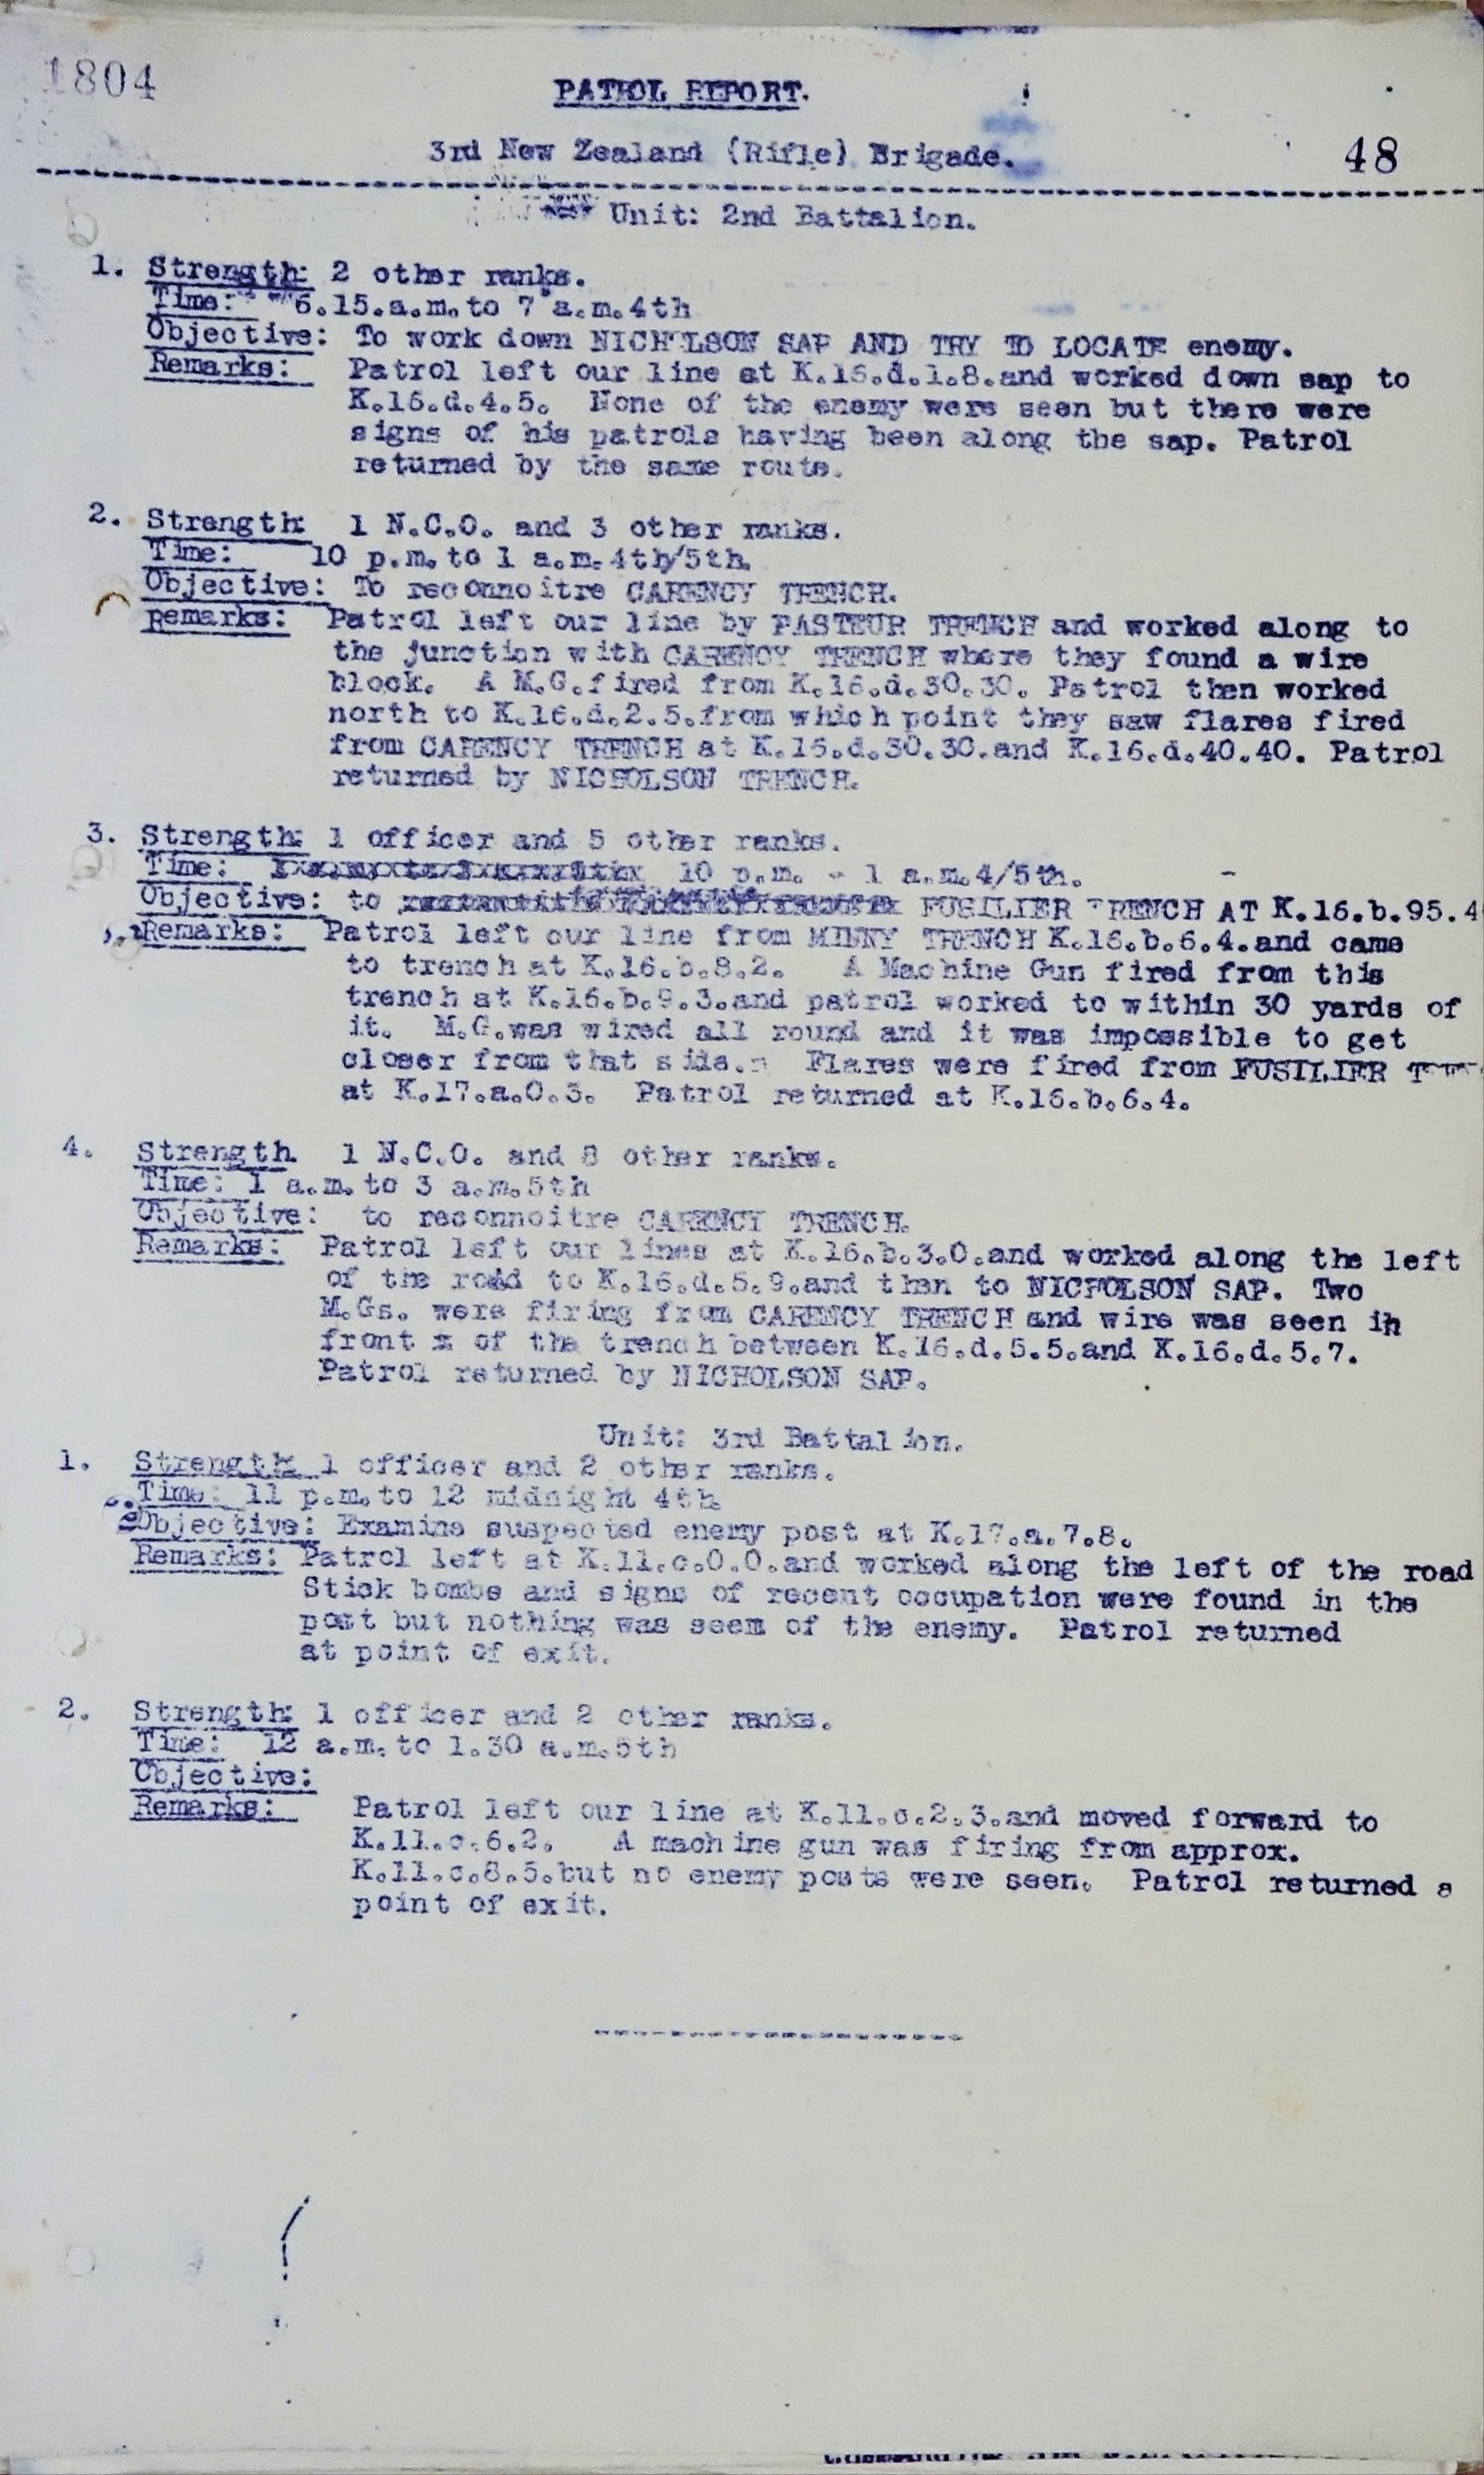 1804
PATROL REPORT.
3rd New Zealand (Rifle) Brigade.
48
Unit: 2nd Battalion.
1. Strength: 2 other ranks.
Time: 6.15.a.m.to 7 a.m.4th
Objective: To work down NICHOLSON SAP AND TRY TO LOCATE enemy.
Remarks: Patrol left our line at K.16.d.1.8.and worked down sap to
K.16.d.4.5. None of the enemy were seen but there were
signs of his patrols having been along the sap. Patrol
returned by the same route.
2. Strength: 1 N.C.O. and 3 other ranks.
Time: 10 p.m.to 1 a.m.4th/5th.
Objective: To reconnoitre CARENCY TRENCH.
Remarks: Patrol left our line by PASTEUR TRENCH and worked along to
the junction with CARENCY TRENCH where they found a wire
block. A M.G.fired from K.16.d.30.30. Patrol then worked
north to K.16.d.2.5.from which point they saw flares fired
from CARENCY TRENCH at K.16.d.30.30.and K.16.d.40.40. Patrol
returned by NICHOLSON TRENCH.
3. Strength: 1 officer and 5 other ranks.
Time: 10 p.m. - 1 a.m.4/5th.
Objective: to FUSILIER TRENCH AT K.16.b.95.4
Remarks: Patrol left our line from MINNY TRENCH K.16.b.6.4.and came
to trench at K.16.b.8.2. A Machine Gun fired from this
trench at K.16.b.9.3.and patrol worked to within 30 yards of
it. M.G.was wired all round and it was impossible to get
closer from that side. Flares were fired from FUSILIER
at K.17.a.0.3. Patrol returned at K.16.b.6.4.
4. Strength 1 N.C.O. and 8 other ranks.
Time: 1 a.m.to 3 a.m.5th
Objective: to reconnoitre CARENCY TRENCH.
Remarks: Patrol left our lines at K.16.b.3.0.and worked along the left
of the road to K.16.d.5.9.and then to NICHOLSON SAP. Two
M.Gs. were firing from CARENCY TRENCH and wire was seen in
front x of the trench between K.16.d.5.5.and K.16.d.5.7.
Patrol returned by NICHOLSON SAP.
Unit: 3rd Battalion.
1. Strength: 1 officer and 2 other ranks.
Time: 11 p.m.to 12 midnight 4th
Objective: Examine suspected enemy post at K.17.a.7.8.
Remarks: Patrol left at K.11.c.0.0.and worked along the left of the road
Stick bombs and signs of recent occupation were found in the
post but nothing was seem of the enemy. Patrol returned
at point of exit.
2. Strength: 1 officer and 2 other ranks.
Time: 12 a.m.to 1.30 a.m.5th
Objective:
Remarks: Patrol left our line at K.11.c.2.3.and moved forward to
K.11.c.6.2. A machine gun was firing from approx.
K.11.c.8.5.but no enemy posts were seen. Patrol returned a
point of exit.